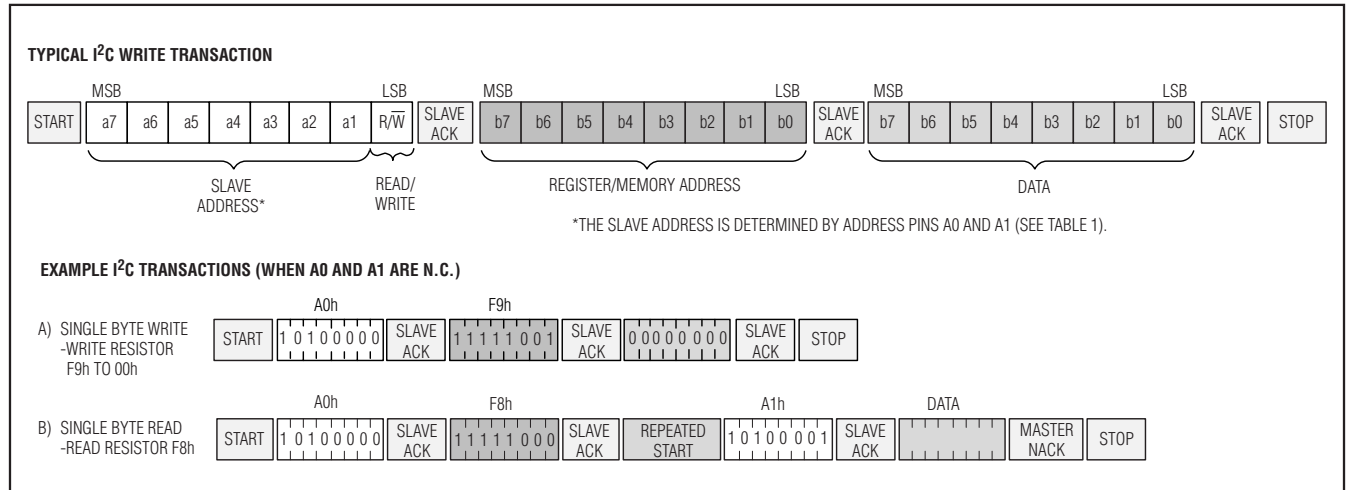 TYPICAL I2C WRITE TRANSACTION
MSB LSB MSB LSB MSB LSB
START a7 a6 a5 a4 a3 a2 a1 R/W̅ SLAVE ACK b7 b6 b5 b4 b3 b2 b1 b0 SLAVE ACK b7 b6 b5 b4 b3 b2 b1 b0 SLAVE ACK STOP
SLAVE ADDRESS* READ/ WRITE REGISTER/MEMORY ADDRESS DATA
*THE SLAVE ADDRESS IS DETERMINED BY ADDRESS PINS A0 AND A1 (SEE TABLE 1).
EXAMPLE I2C TRANSACTIONS (WHEN A0 AND A1 ARE N.C.)
A0h F9h
A) SINGLE BYTE WRITE
-WRITE RESISTOR
F9h TO 00h
START 1 0 1 0 0 0 0 0 SLAVE ACK 1 1 1 1 1 0 0 1 SLAVE ACK 0 0 0 0 0 0 0 0 SLAVE ACK STOP
A0h F8h A1h DATA
B) SINGLE BYTE READ
-READ RESISTOR F8h
START 1 0 1 0 0 0 0 0 SLAVE ACK 1 1 1 1 1 0 0 0 SLAVE ACK REPEATED START 1 0 1 0 0 0 0 1 SLAVE ACK MASTER NACK STOP